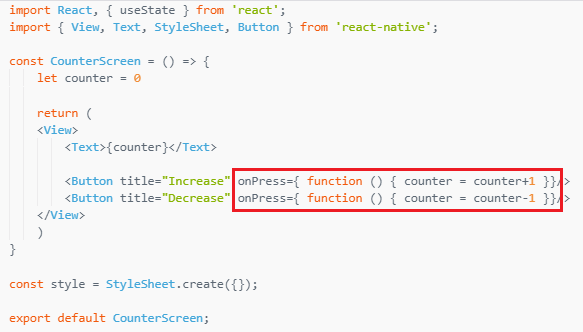 import React, { useState } from 'react';
import { View, Text, StyleSheet, Button } from 'react-native';

const CounterScreen = () => {
    let counter = 0

    return (
    <View>
        <Text>{counter}</Text>

        <Button title="Increase" onPress={ function () { counter = counter+1 }}/>
        <Button title="Decrease" onPress={ function () { counter = counter-1 }}/>
    </View>
    )
}

const style = StyleSheet.create({});

export default CounterScreen;